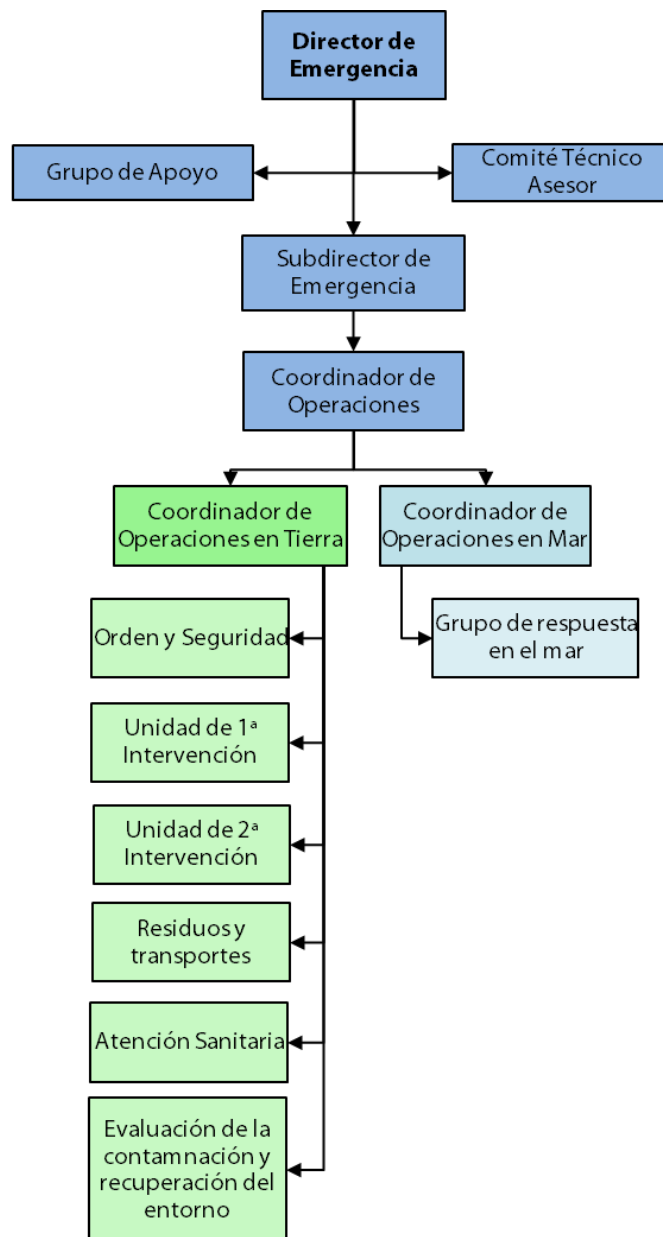 Director de
Emergencia
Grupo de Apoyo
Comité Técnico
Asesor
Subdirector de
Emergencia
Coordinador de
Operaciones
Coordinador de
Operaciones en Tierra
Coordinador de
Operaciones en Mar
Orden y Seguridad
Grupo de respuesta
en el mar
Unidad de 1ª
Intervención
Unidad de 2ª
Intervención
Residuos y
transportes
Atención Sanitaria
Evaluación de la
contamnación y
recuperación del
entorno